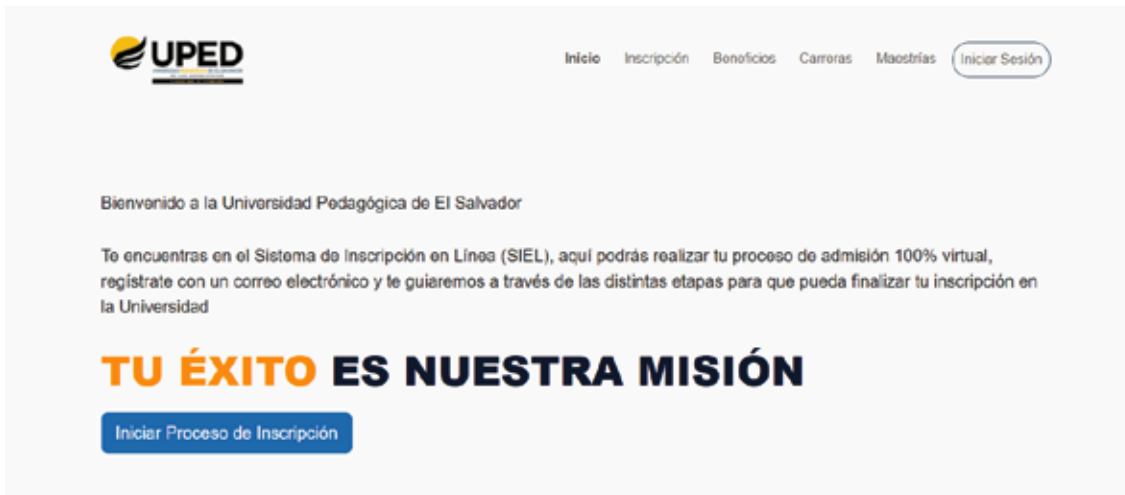 UPED
Inicio Inscripción Beneficios Carreras Maestrías Iniciar Sesión
Bienvenido a la Universidad Pedagógica de El Salvador
Te encuentras en el Sistema de Inscripción en Línea (SIEL), aquí podrás realizar tu proceso de admisión 100% virtual,
regístrate con un correo electrónico y te guiaremos a través de las distintas etapas para que pueda finalizar tu inscripción en
la Universidad
TU ÉXITO ES NUESTRA MISIÓN
Iniciar Proceso de Inscripción